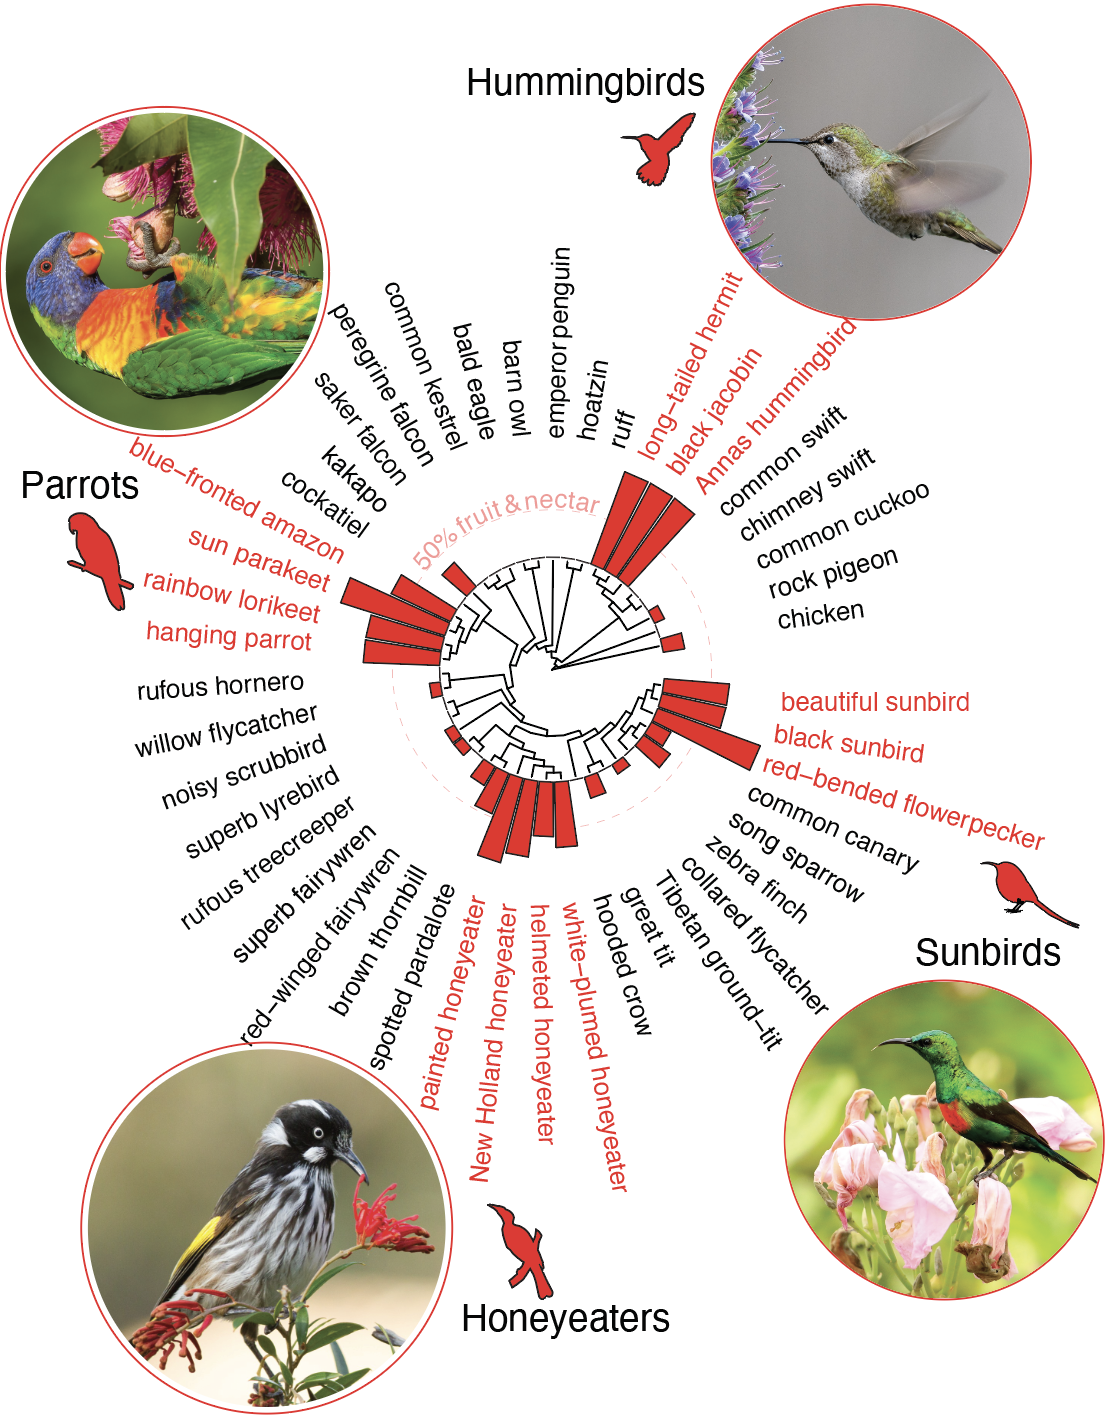 Hummingbirds
Parrots
blue-fronted amazon
sun parakeet
rainbow lorikeet
hanging parrot
cockatiel
kakapo
saker falcon
peregrine falcon
common kestrel
bald eagle
barn owl
emperor penguin
hoatzin
ruff
long-tailed hermit
black jacobin
Annas hummingbird
common swift
chimney swift
common cuckoo
rock pigeon
chicken
50% fruit & nectar
beautiful sunbird
black sunbird
red-bended flowerpecker
common canary
song sparrow
zebra finch
collared flycatcher
Tibetan ground-tit
great tit
hooded crow
white-plumed honeyeater
helmeted honeyeater
New Holland honeyeater
painted honeyeater
spotted pardalote
brown thornbill
red-winged fairywren
superb fairywren
rufous treecreeper
superb lyrebird
noisy scrubbird
willow flycatcher
rufous hornero
Sunbirds
Honeyeaters